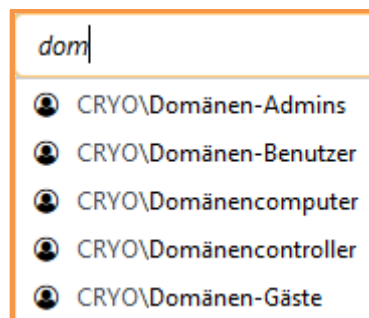 dom
CRYO\Domänen-Admins
CRYO\Domänen-Benutzer
CRYO\Domänencomputer
CRYO\Domänencontroller
CRYO\Domänen-Gäste